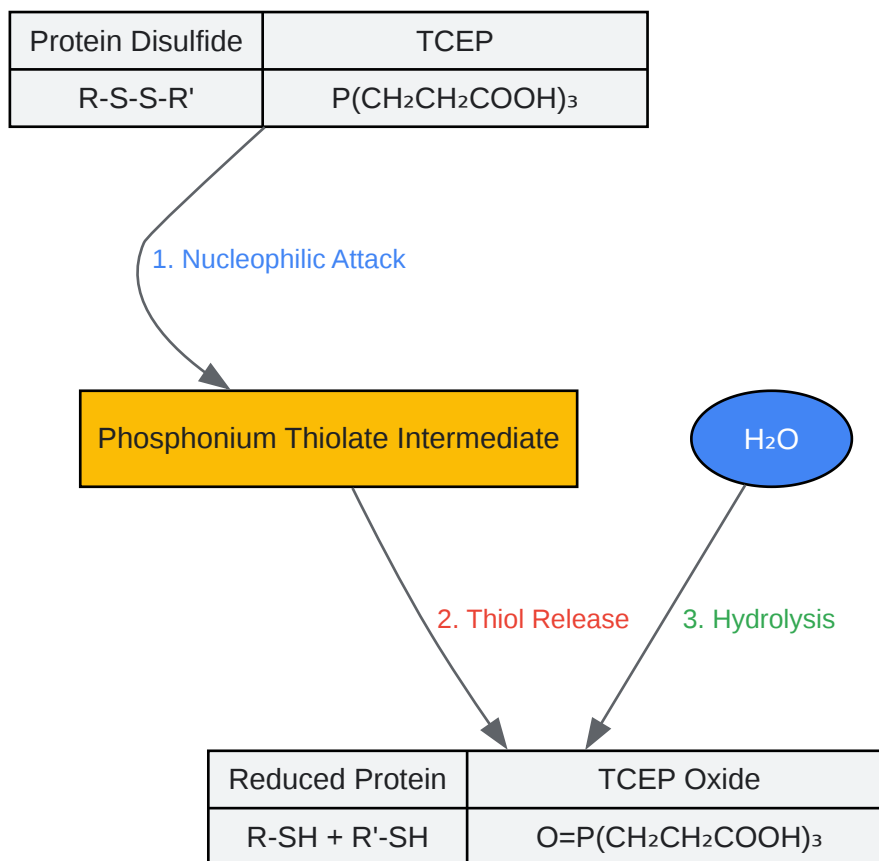 Protein Disulfide TCEP
R-S-S-R' P(CH₂CH₂COOH)₃
1. Nucleophilic Attack
Phosphonium Thiolate Intermediate H₂O
2. Thiol Release 3. Hydrolysis
Reduced Protein TCEP Oxide
R-SH + R'-SH O=P(CH₂CH₂COOH)₃